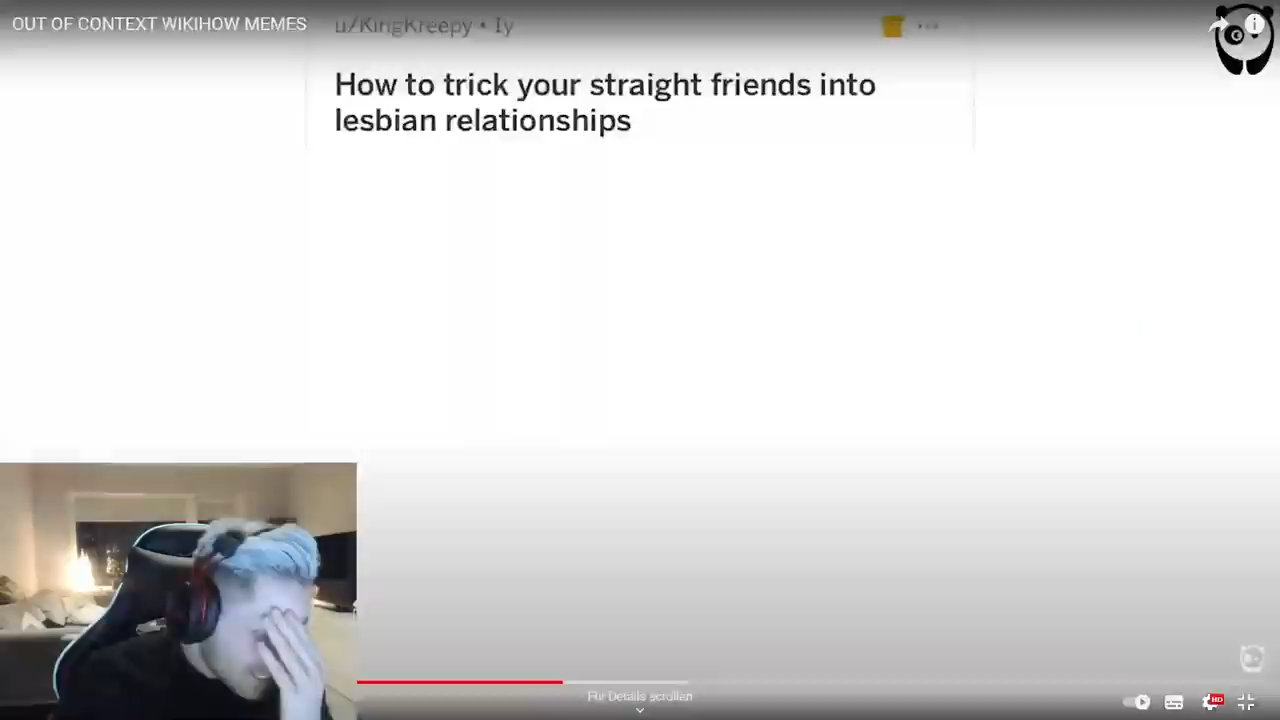 OUT OF CONTEXT WIKIHOW MEMES
u/KingKreepy • 1y
How to trick your straight friends into
lesbian relationships
Für Details scrollen
HD